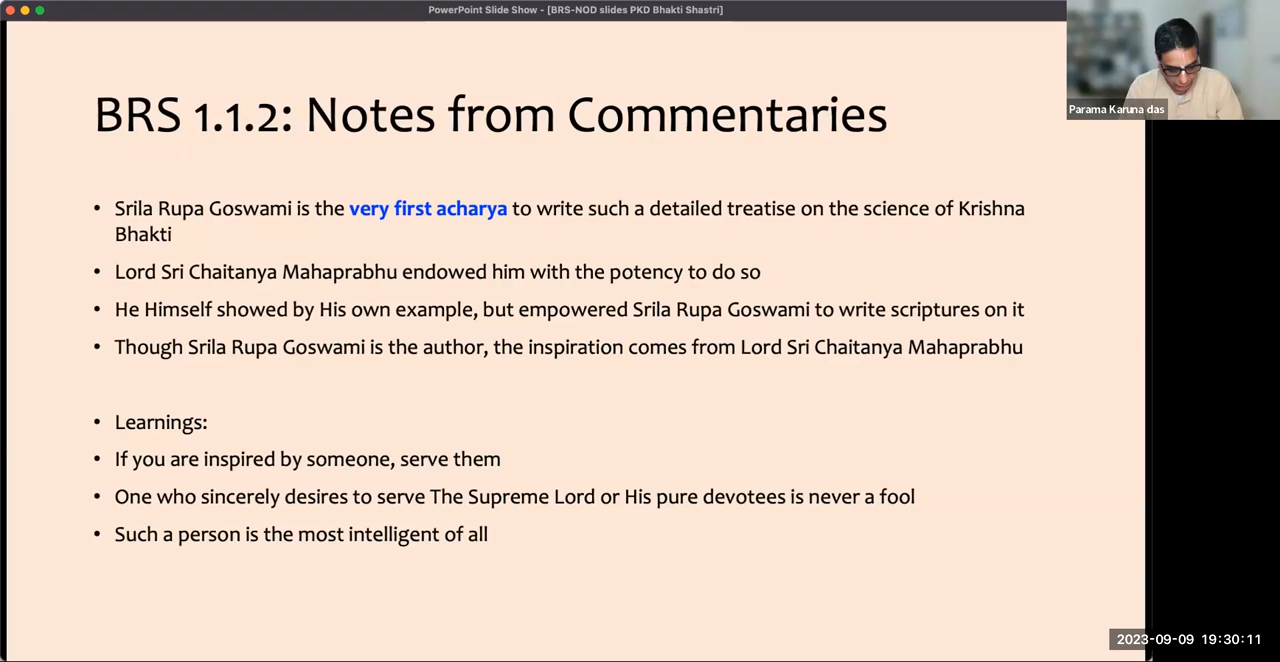 PowerPoint Slide Show - [BRS-NOD slides PKD Bhakti Shastri]
Parama Karuna das
BRS 1.1.2: Notes from Commentaries
• Srila Rupa Goswami is the very first acharya to write such a detailed treatise on the science of Krishna
Bhakti
• Lord Sri Chaitanya Mahaprabhu endowed him with the potency to do so
• He Himself showed by His own example, but empowered Srila Rupa Goswami to write scriptures on it
• Though Srila Rupa Goswami is the author, the inspiration comes from Lord Sri Chaitanya Mahaprabhu
• Learnings:
• If you are inspired by someone, serve them
• One who sincerely desires to serve The Supreme Lord or His pure devotees is never a fool
• Such a person is the most intelligent of all
2023-09-09 19:30:11